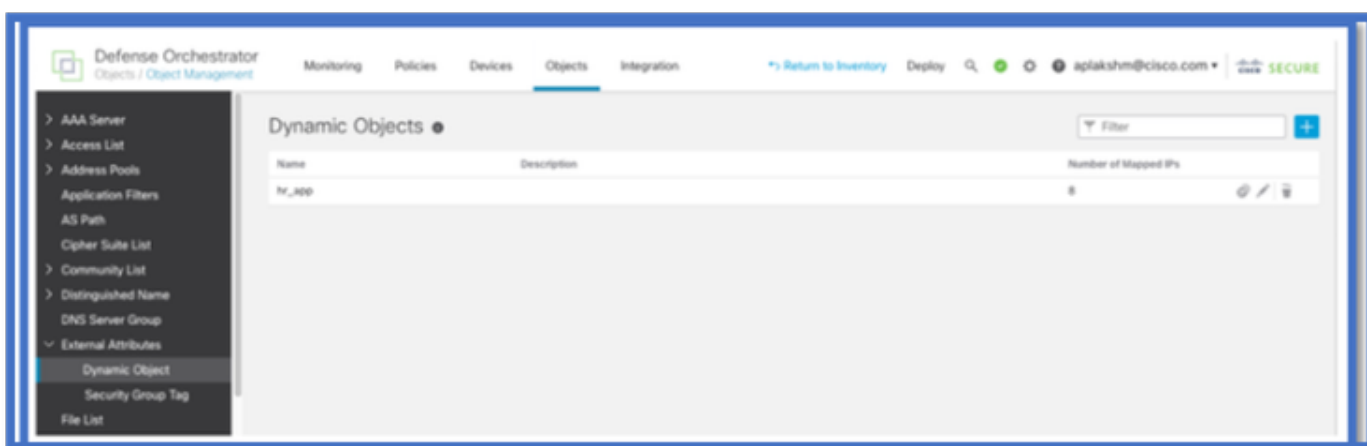 Defense Orchestrator
Objects / Object Management
Monitoring Policies Devices Objects Integration
Return to Inventory Deploy aplakshm@cisco.com SECURE
AAA Server
Access List
Address Pools
Application Filters
AS Path
Cipher Suite List
Community List
Distinguished Name
DNS Server Group
External Attributes
Dynamic Object
Security Group Tag
File List
Dynamic Objects
Filter
Name Description Number of Mapped IPs
hr_app 8